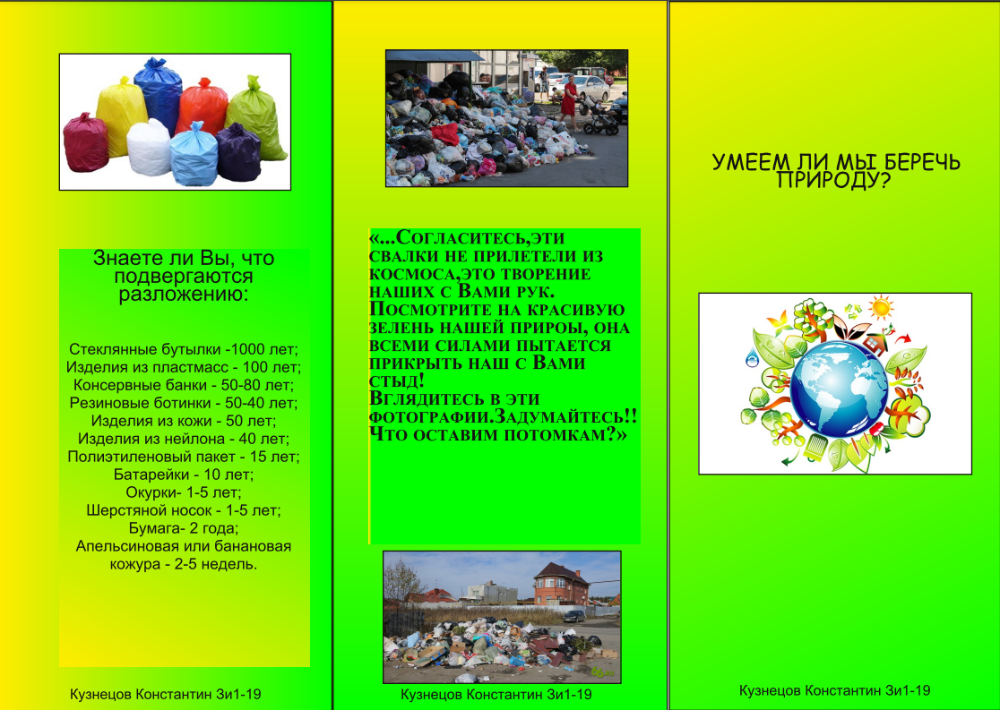 Знаете ли Вы, что
подвергаются
разложению:
Стеклянные бутылки -1000 лет;
Изделия из пластмасс - 100 лет;
Консервные банки - 50-80 лет;
Резиновые ботинки - 50-40 лет;
Изделия из кожи - 50 лет;
Изделия из нейлона - 40 лет;
Полиэтиленовый пакет - 15 лет;
Батарейки - 10 лет;
Окурки- 1-5 лет;
Шерстяной носок - 1-5 лет;
Бумага- 2 года;
Апельсиновая или банановая
кожура - 2-5 недель.
Кузнецов Константин Зи1-19
«...Согласитесь,эти
свалки не прилетели из
космоса,это творение
наших с Вами рук.
Посмотрите на красивую
зелень нашей прироы, она
всеми силами пытается
прикрыть наш с Вами
стыд!
Вглядитесь в эти
фотографии.Задумайтесь!!
Что оставим потомкам?»
Кузнецов Константин Зи1-19
УМЕЕМ ЛИ МЫ БЕРЕЧЬ
ПРИРОДУ?
Кузнецов Константин Зи1-19